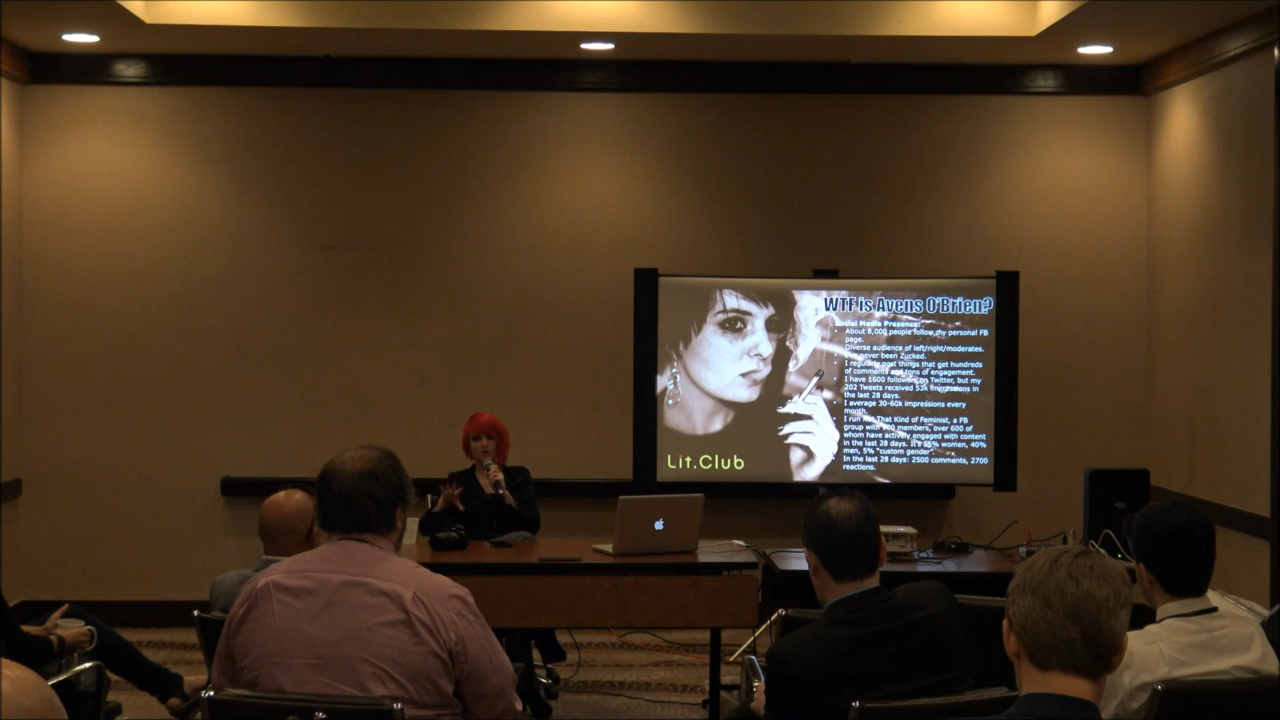 WTF is Avens O'Brien?
Social Media Presence:
• About 8,000 people follow my personal FB
page.
• Diverse audience of left/right/moderates.
• I've never been Zucked.
• I regularly post things that get hundreds
of comments and tons of engagement.
• I have 1600 followers on Twitter, but my
202 Tweets received 53k impressions in
the last 28 days.
• I average 30-60k impressions every
month.
• I run Not That Kind of Feminist, a FB
group with 900 members, over 600 of
whom have actively engaged with content
in the last 28 days. It's 55% women, 40%
men, 5% "custom gender".
• In the last 28 days: 2500 comments, 2700
reactions.
Lit.Club